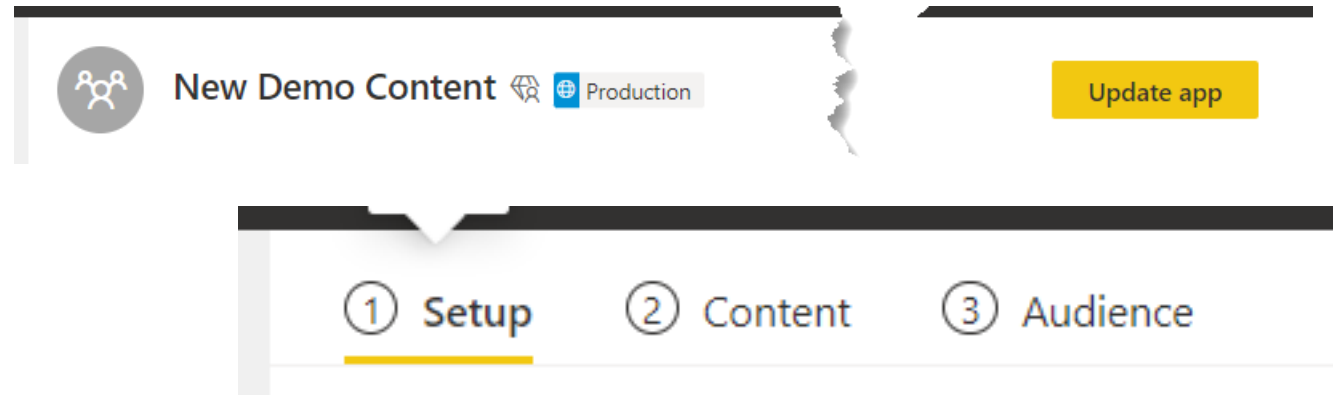 New Demo Content Production Update app
1 Setup 2 Content 3 Audience